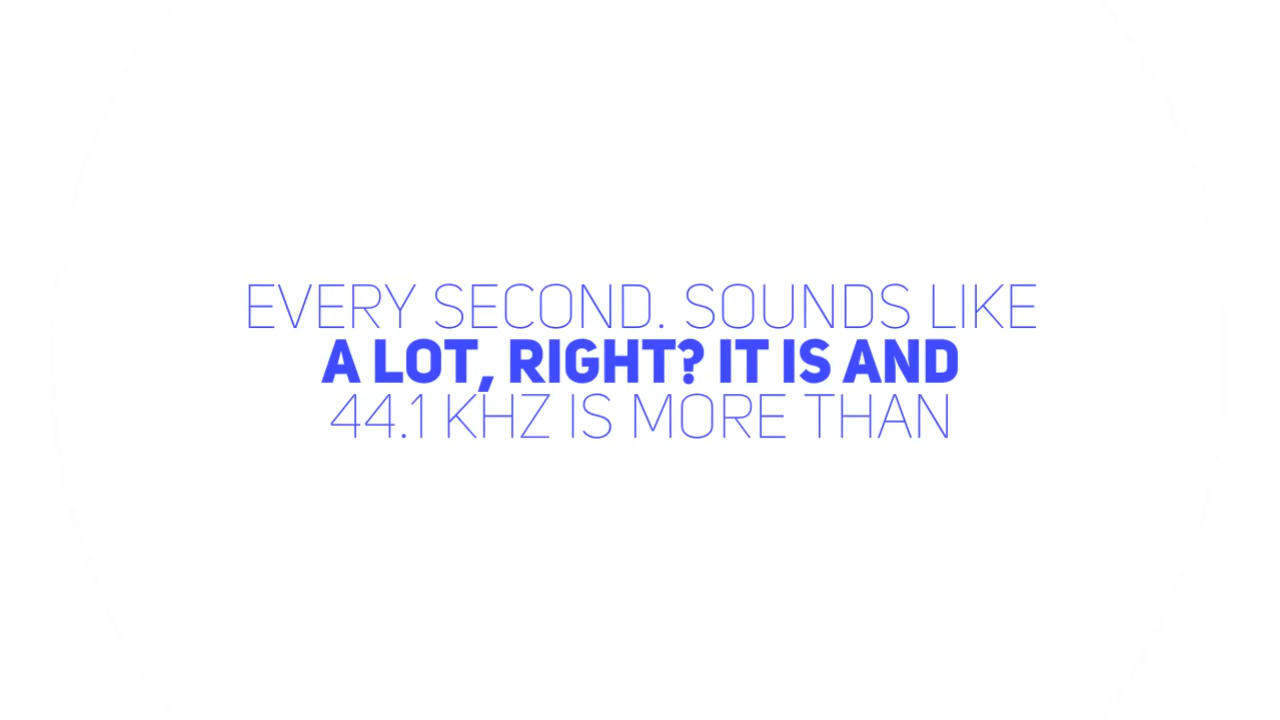 EVERY SECOND. SOUNDS LIKE
A LOT, RIGHT? IT IS AND
44.1 KHZ IS MORE THAN